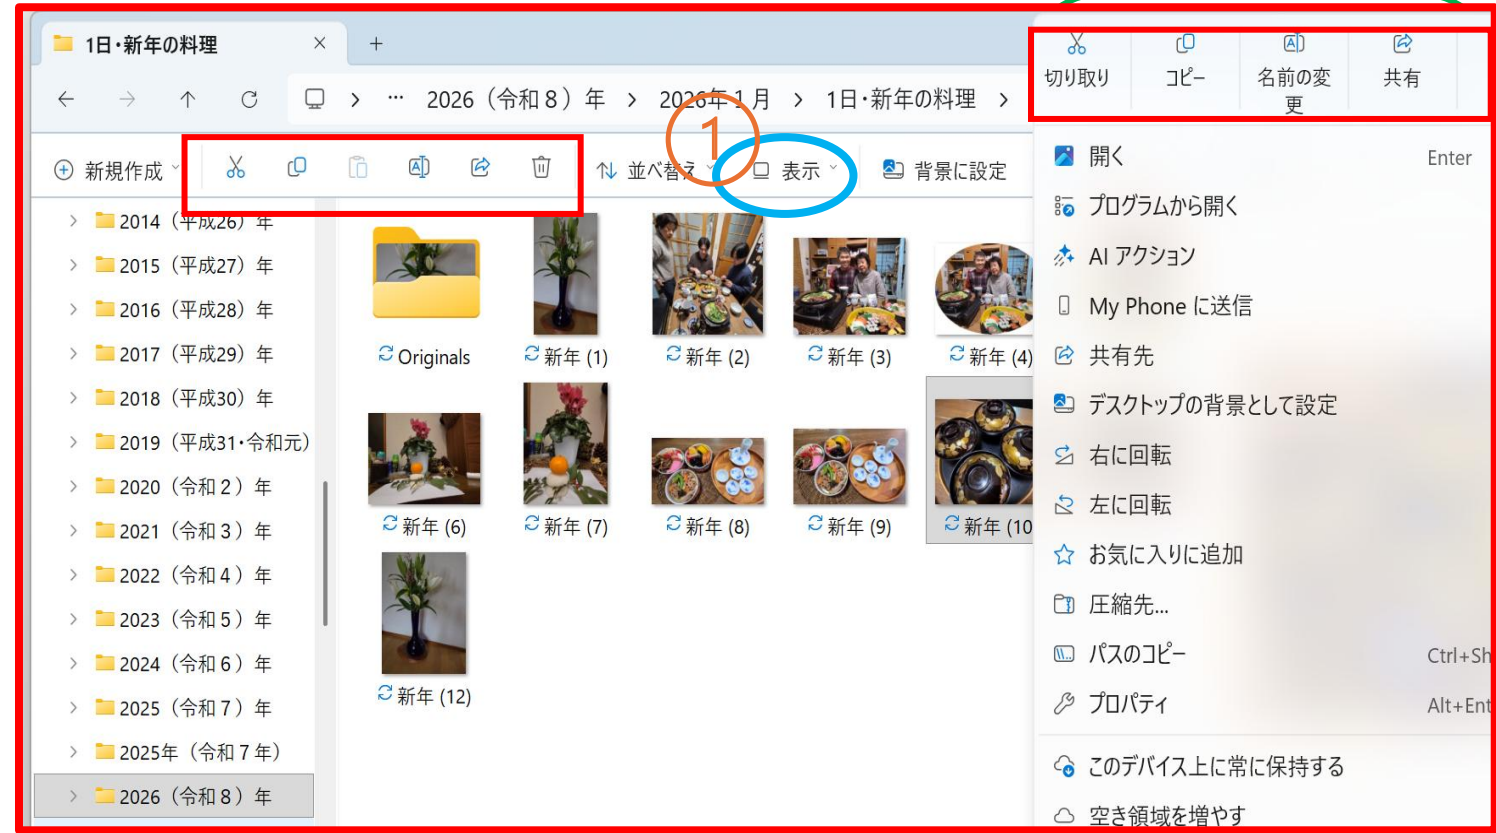 1日・新年の料理
2026（令和８）年 > 2026年１月 > 1日・新年の料理 >
新規作成
並べ替え
①
表示
背景に設定
2014（平成26）年
2015（平成27）年
2016（平成28）年
2017（平成29）年
2018（平成30）年
2019（平成31・令和元）
2020（令和２）年
2021（令和３）年
2022（令和４）年
2023（令和５）年
2024（令和６）年
2025（令和７）年
2025年（令和７年）
2026（令和８）年
Originals
新年 (1)
新年 (2)
新年 (3)
新年 (4)
新年 (6)
新年 (7)
新年 (8)
新年 (9)
新年 (10
新年 (12)
切り取り
コピー
名前の変
更
共有
開く Enter
プログラムから開く
AI アクション
My Phone に送信
共有先
デスクトップの背景として設定
右に回転
左に回転
お気に入りに追加
圧縮先...
パスのコピー Ctrl+Sh
プロパティ Alt+Ent
このデバイス上に常に保持する
空き領域を増やす